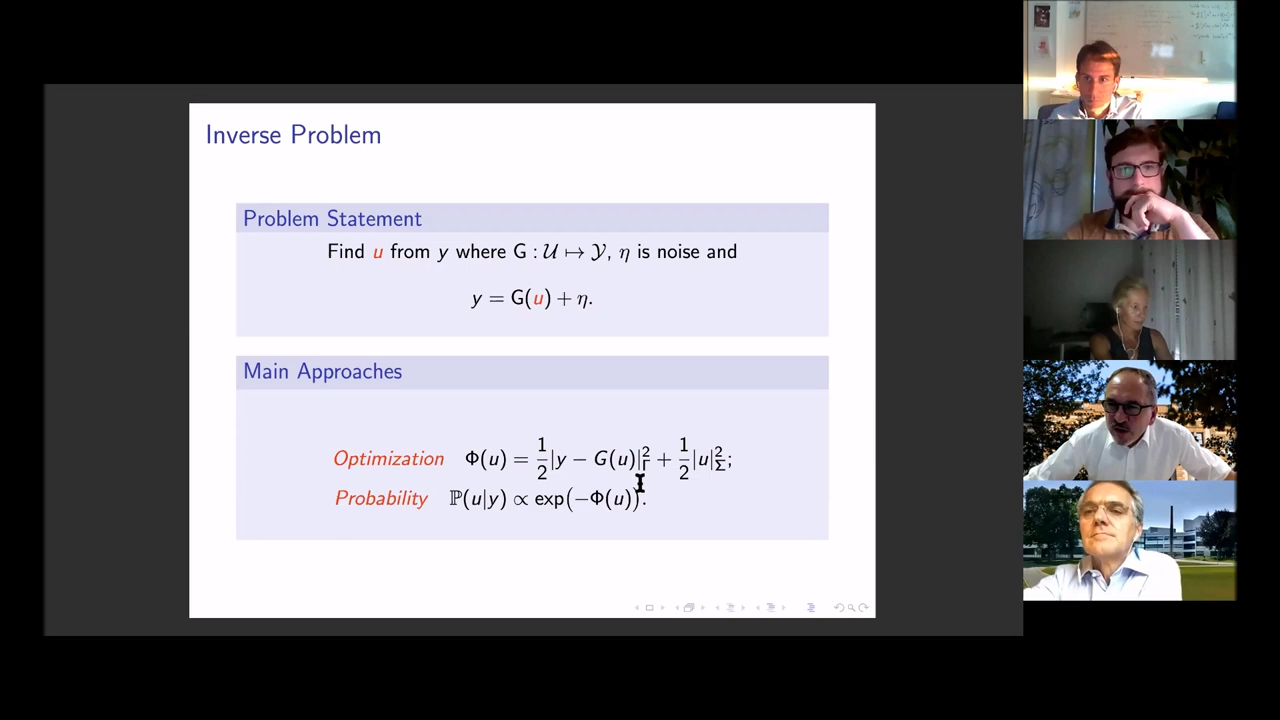 Inverse Problem
Problem Statement
Find u from y where G : 𝒰 ↦ 𝒴, η is noise and
y = G(u) + η.
Main Approaches
Optimization Φ(u) = 1/2|y − G(u)|²_Γ + 1/2|u|²_Σ;
Probability ℙ(u|y) ∝ exp(−Φ(u)).